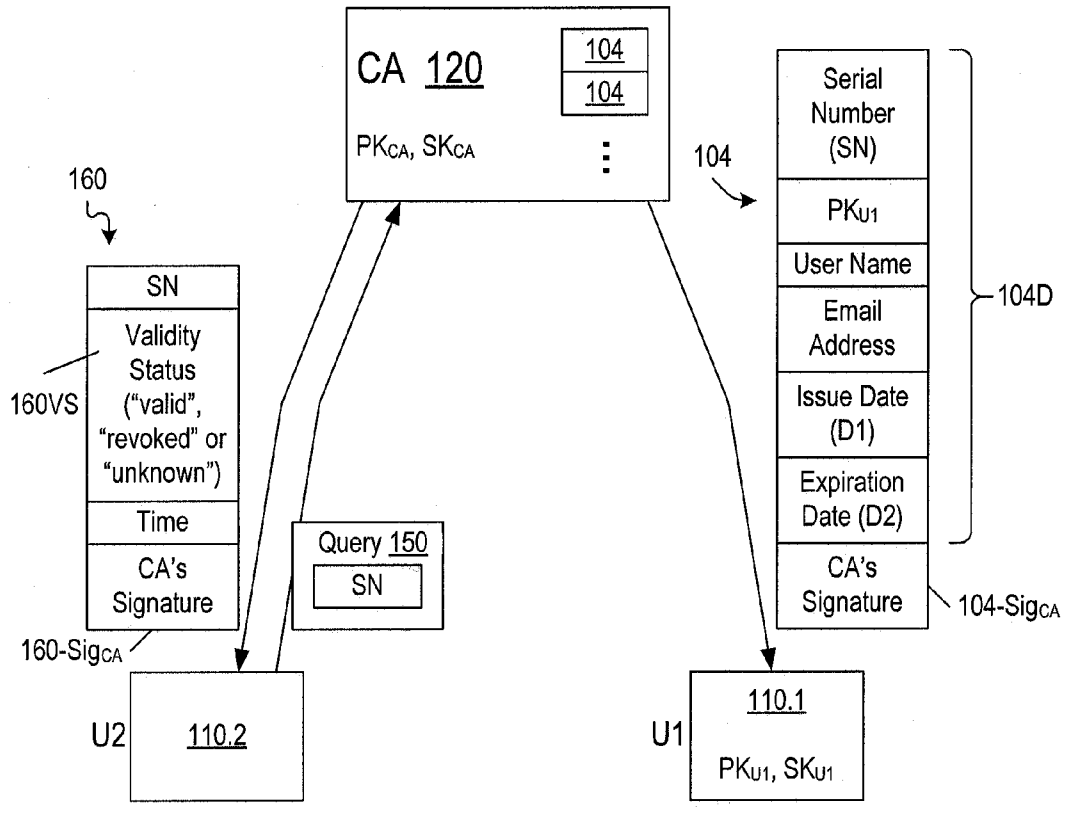 CA 120
104
104
PKCA, SKCA
160
SN
Validity
Status
("valid",
"revoked" or
"unknown")
Time
CA's
Signature
160VS
160-SigCA
Query 150
SN
U2
110.2
104
Serial
Number
(SN)
PKU1
User Name
Email
Address
Issue Date
(D1)
Expiration
Date (D2)
CA's
Signature
104D
104-SigCA
U1
110.1
PKU1, SKU1